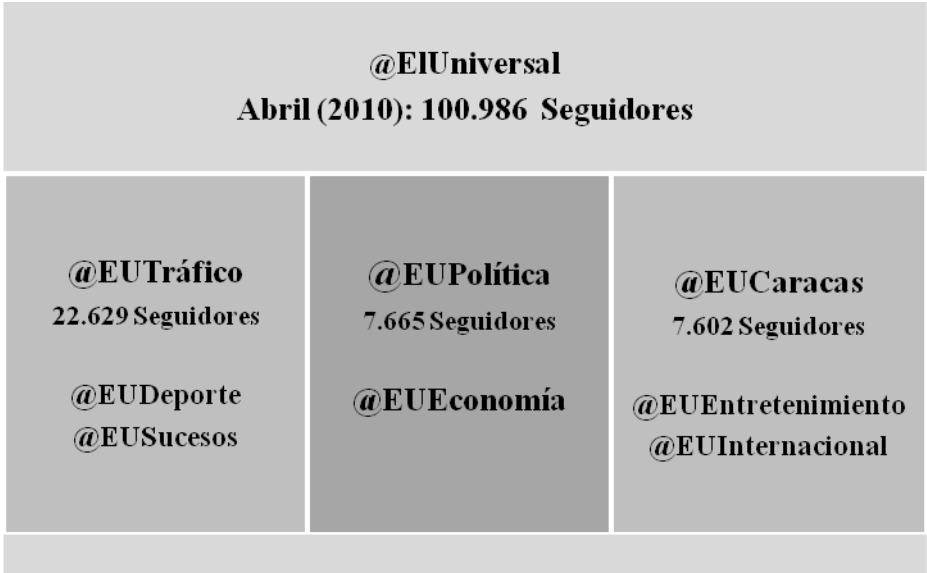 @ElUniversal
Abril (2010): 100.986 Seguidores
@EUTráfico
22.629 Seguidores
@EUDeporte
@EUSucesos
@EUPolítica
7.665 Seguidores
@EUEconomía
@EUCaracas
7.602 Seguidores
@EUEntretenimiento
@EUInternacional